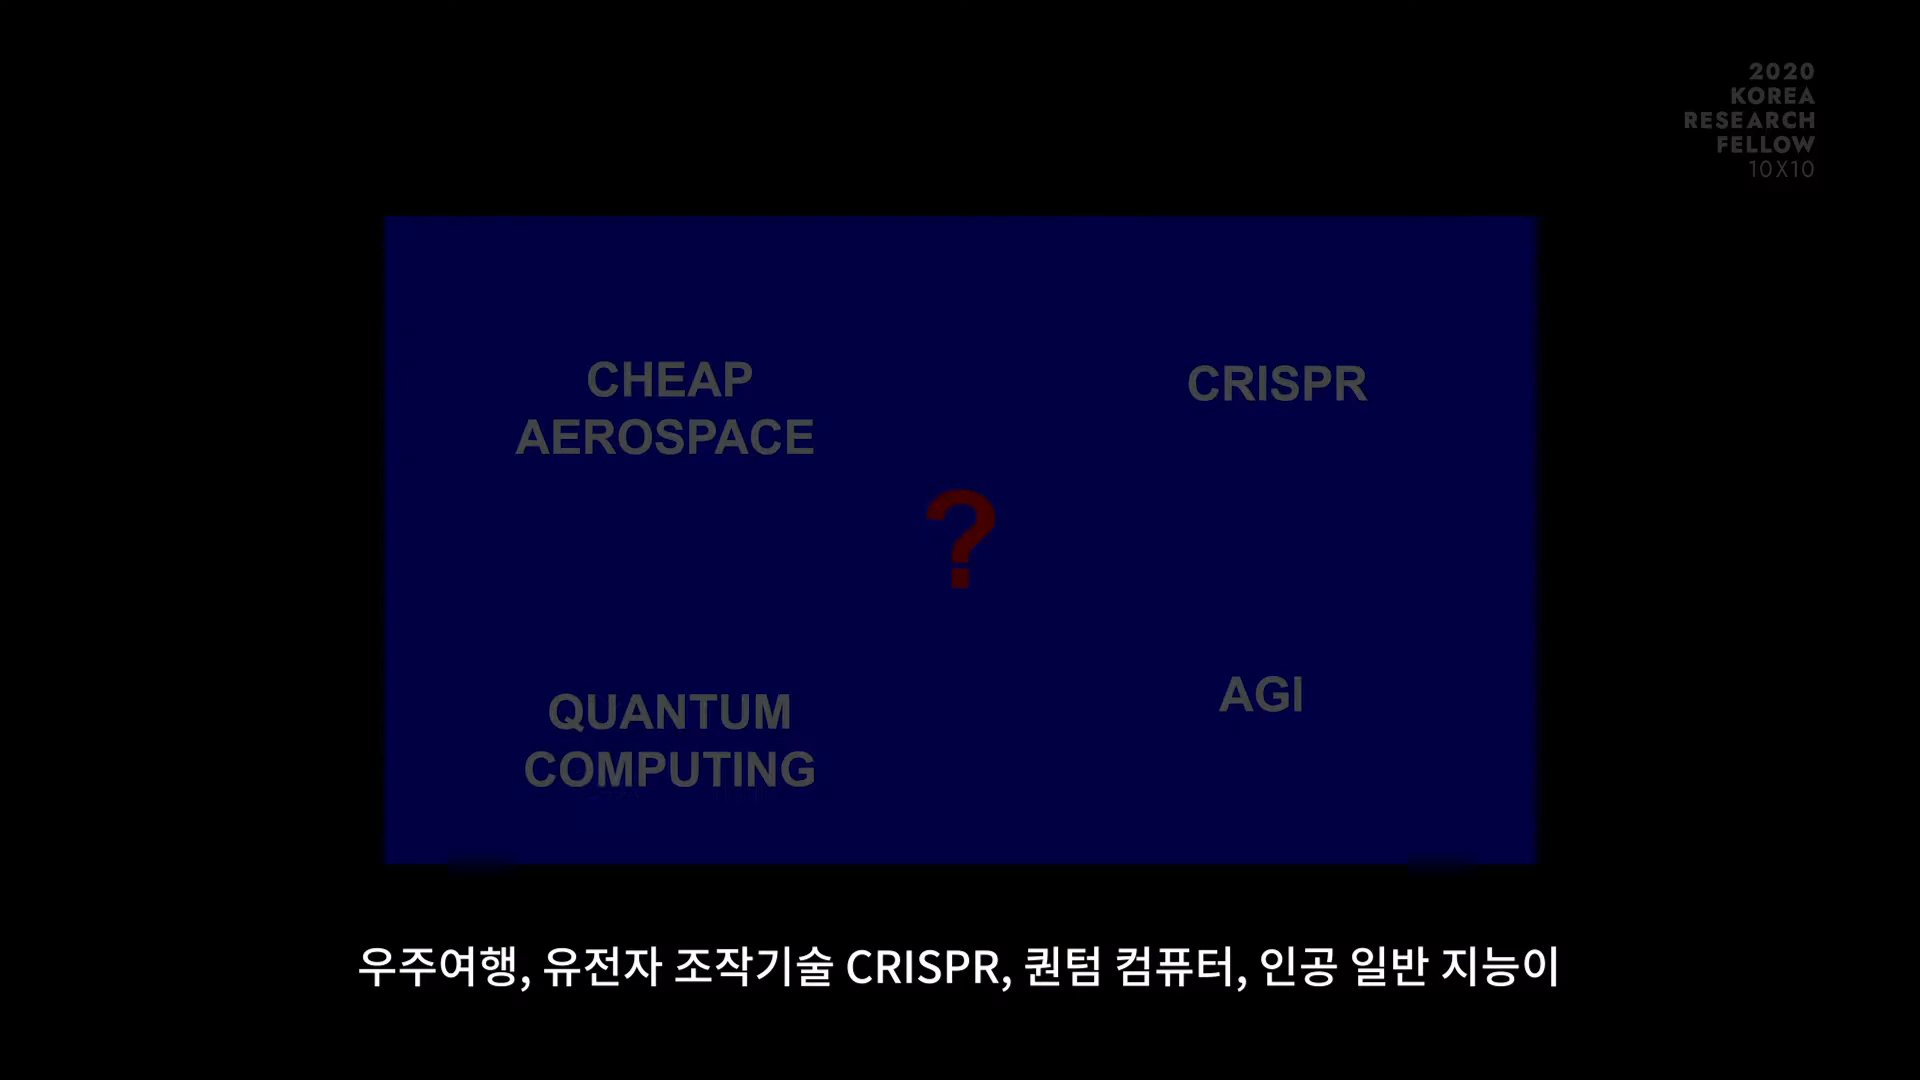 2020
KOREA
RESEARCH
FELLOW
10X10
CHEAP
AEROSPACE
CRISPR
?
QUANTUM
COMPUTING
AGI
우주여행, 유전자 조작기술 CRISPR, 퀀텀 컴퓨터, 인공 일반 지능이